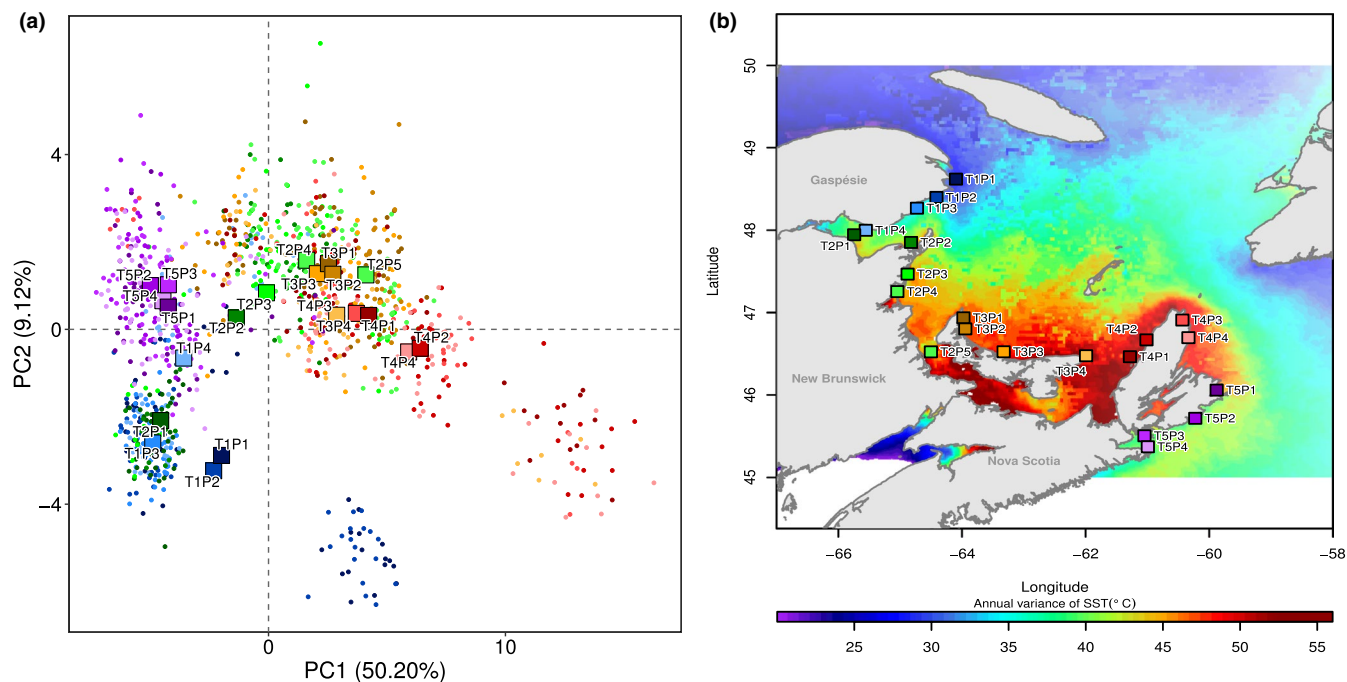 (a)
4
0
−4
0
10
PC2 (9.12%)
PC1 (50.20%)
T2P4
T3P1
T2P5
T3P3
T3P2
T5P2
T5P3
T5P4
T5P1
T2P3
T2P2
T4P3
T3P4
T4P1
T4P2
T4P4
T1P4
T2P1
T1P3
T1P1
T1P2
(b)
50
49
48
47
46
45
Latitude
Gaspésie
New Brunswick
Nova Scotia
T1P1
T1P2
T1P3
T1P4
T2P1
T2P2
T2P3
T2P4
T3P1
T3P2
T2P5
T3P3
T3P4
T4P2
T4P3
T4P4
T4P1
T5P1
T5P2
T5P3
T5P4
−66 −64 −62 −60 −58
Longitude
Annual variance of SST(° C)
25 30 35 40 45 50 55